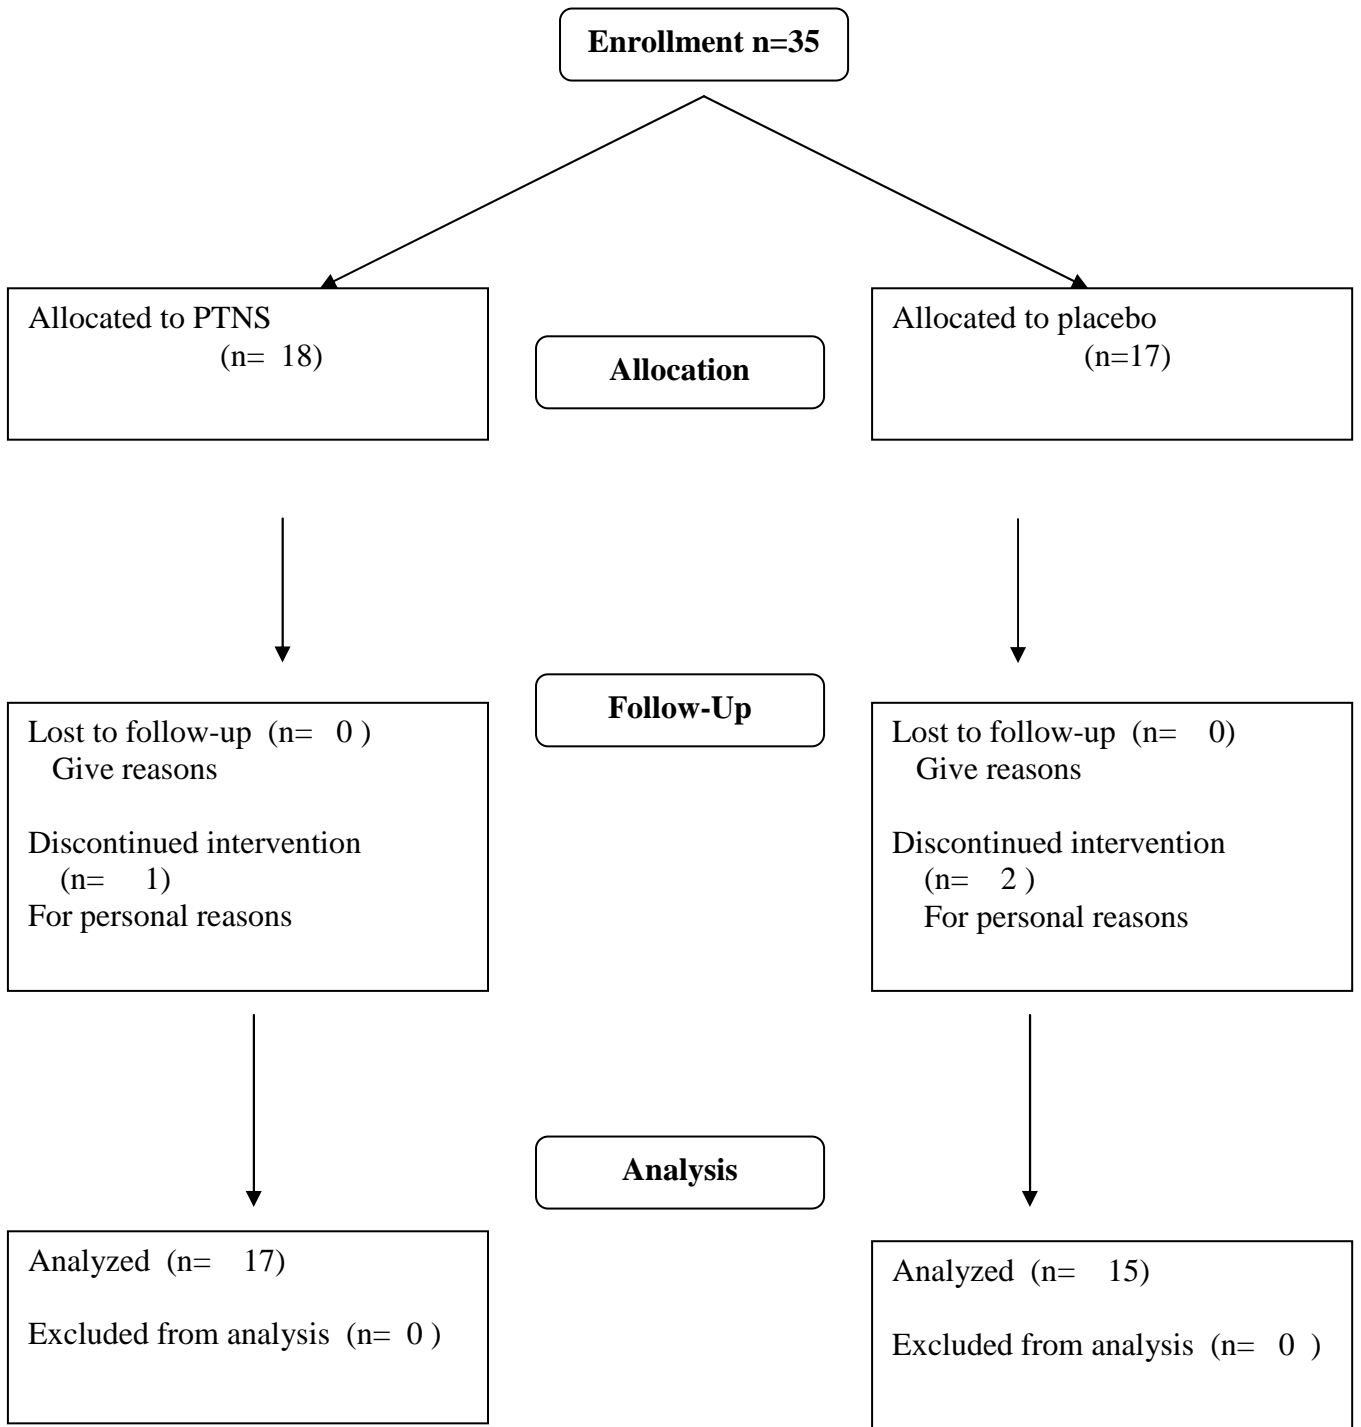 Enrollment n=35
Allocated to PTNS
(n= 18)
Allocation
Allocated to placebo
(n=17)
Lost to follow-up (n= 0 )
Give reasons
Discontinued intervention
(n= 1)
For personal reasons
Follow-Up
Lost to follow-up (n= 0)
Give reasons
Discontinued intervention
(n= 2 )
For personal reasons
Analysis
Analyzed (n= 17)
Excluded from analysis (n= 0 )
Analyzed (n= 15)
Excluded from analysis (n= 0 )